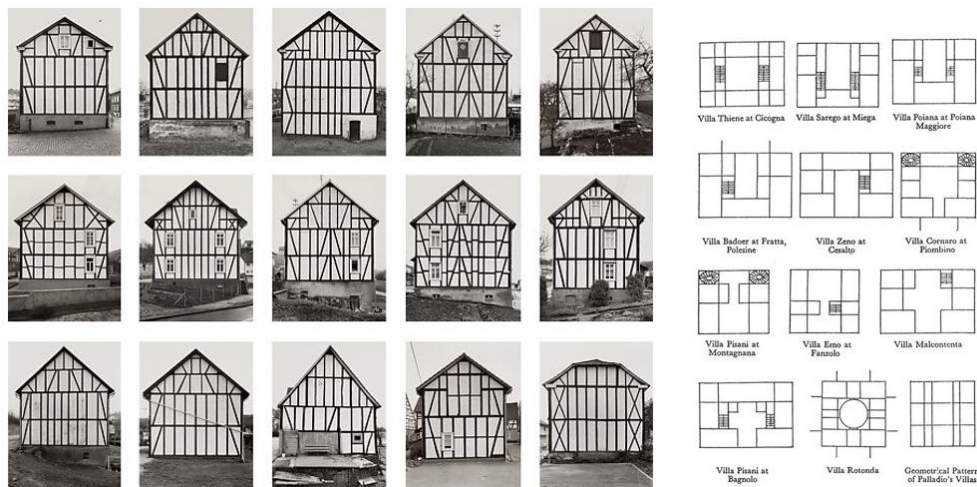 Villa Thiene at Cicogna
Villa Sarego at Miega
Villa Poiana at Poiana
Maggiore
Villa Badoer at Fratta,
Polesine
Villa Zeno at
Cesalto
Villa Cornaro at
Piombino
Villa Pisani at
Montagnana
Villa Emo at
Fanzolo
Villa Malcontenta
Villa Pisani at
Bagnolo
Villa Rotonda
Geometrical Pattern
of Palladio's Villas